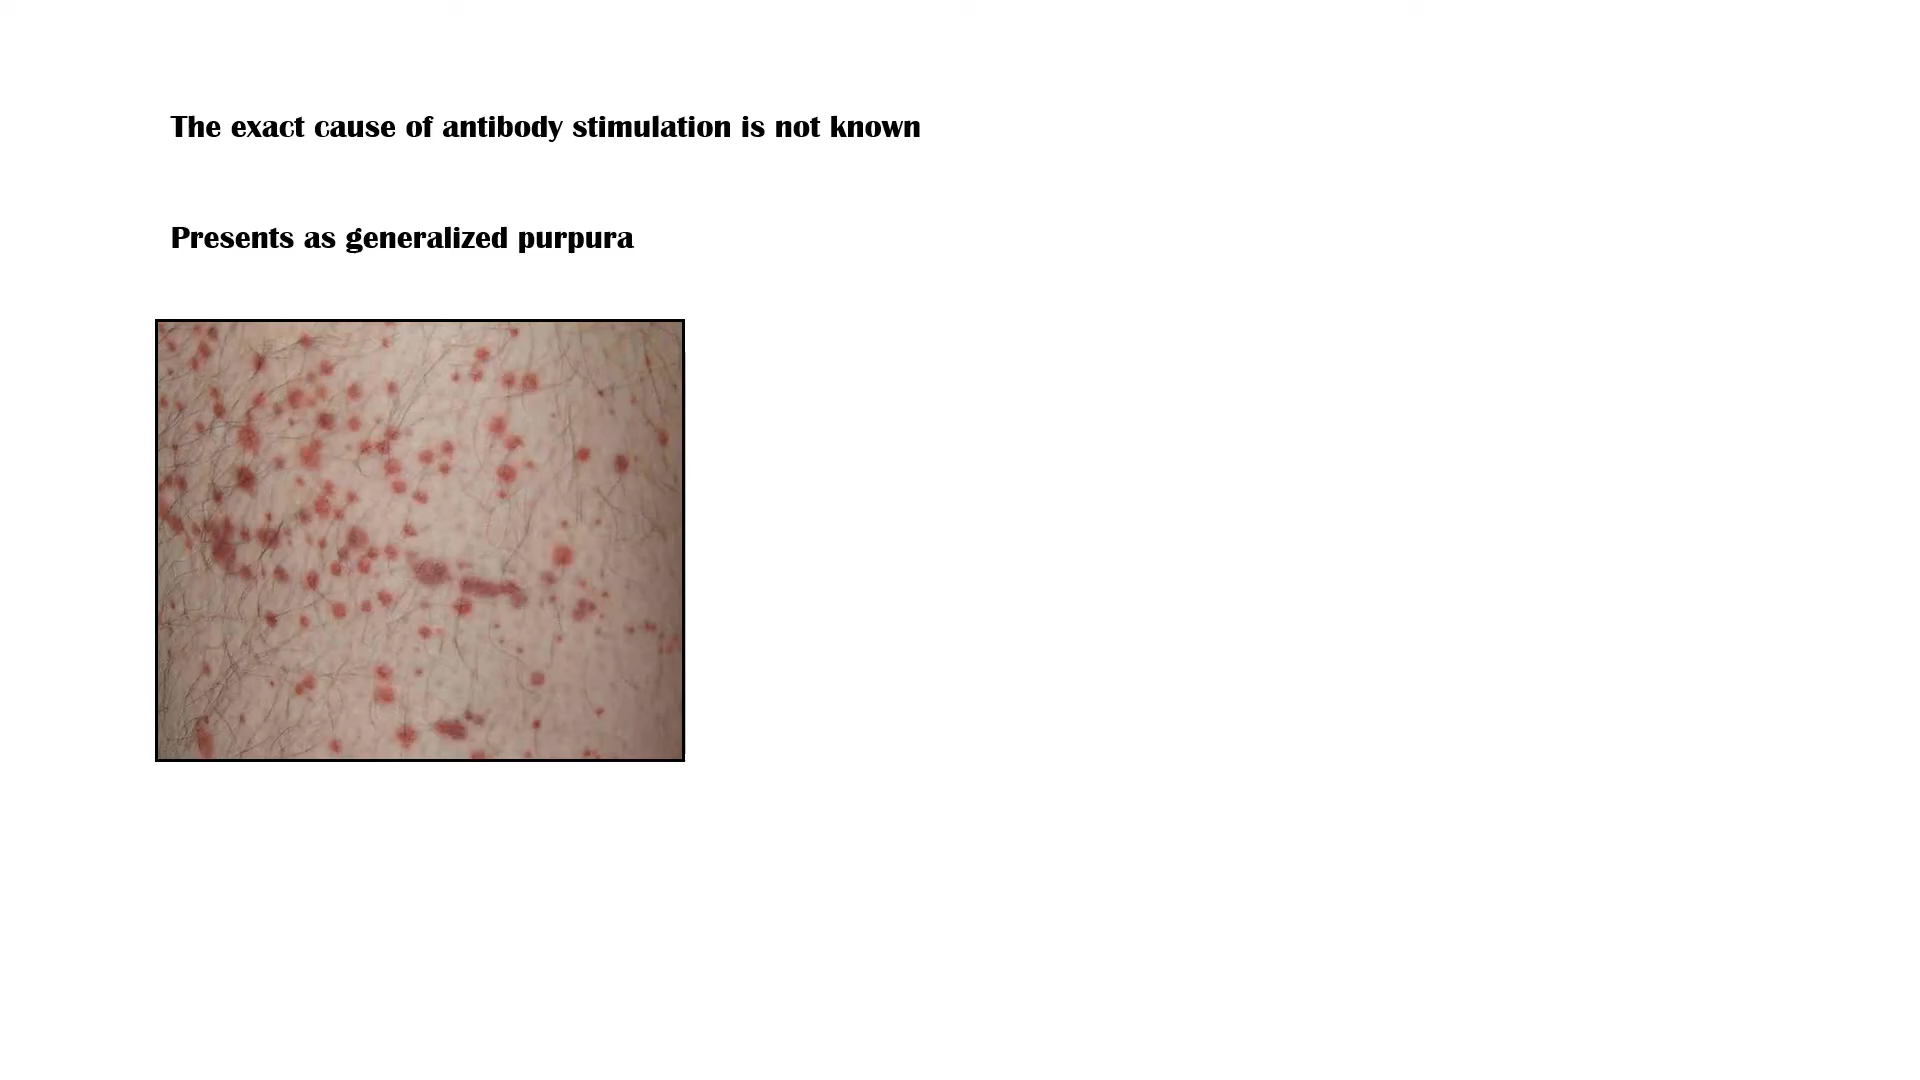 The exact cause of antibody stimulation is not known
Presents as generalized purpura